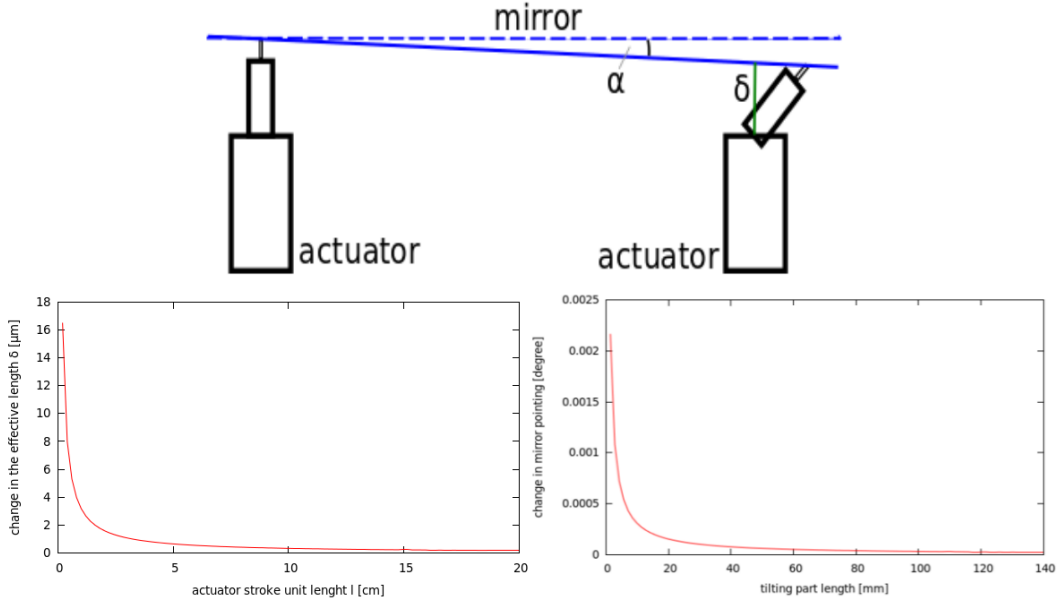 mirror
α
δ
actuator
actuator
change in the effective length δ [μm]
18
16
14
12
10
8
6
4
2
0
0 5 10 15 20
actuator stroke unit lenght l [cm]
change in mirror pointing [degree]
0.0025
0.002
0.0015
0.001
0.0005
0
0 20 40 60 80 100 120 140
tilting part length [mm]